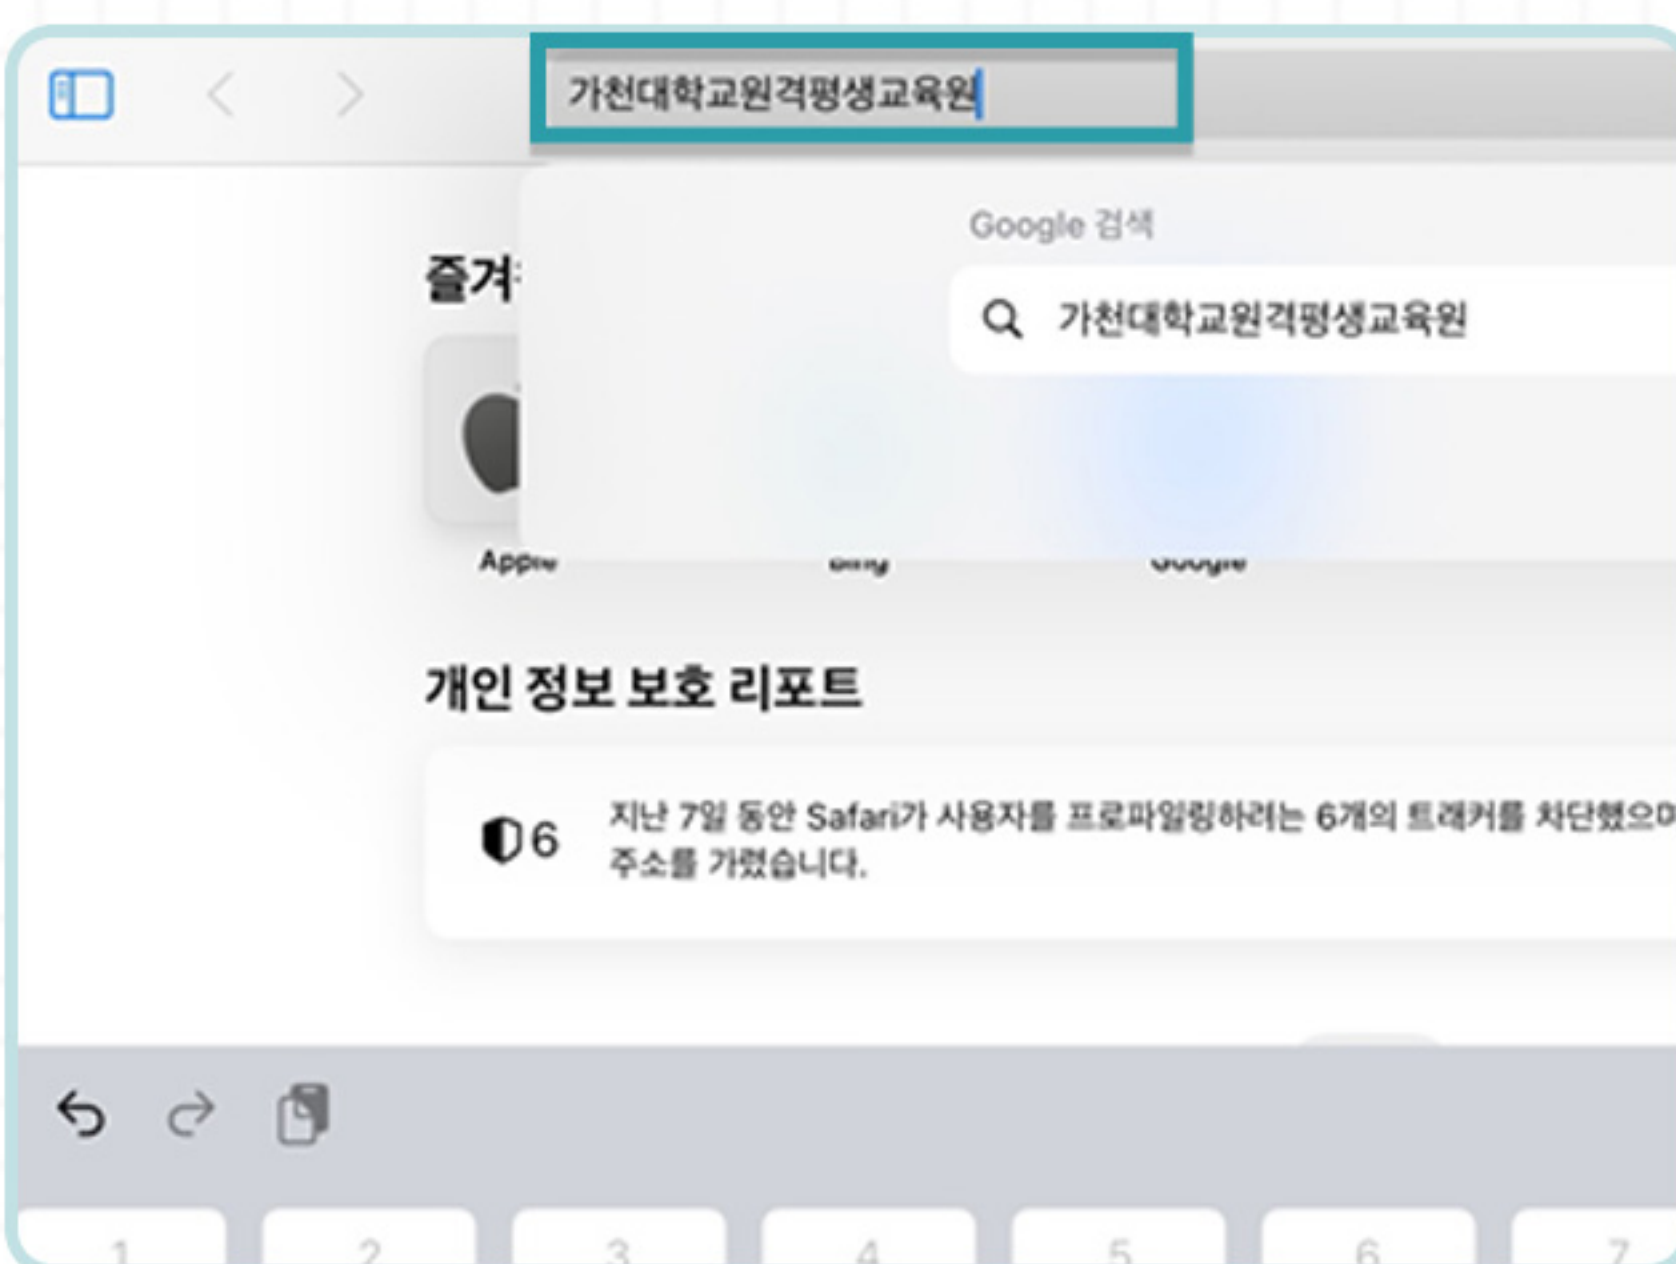 가천대학교원격평생교육원
Google 검색
즐겨
가천대학교원격평생교육원
Apple
Bing
Google
개인 정보 보호 리포트
6
지난 7일 동안 Safari가 사용자를 프로파일링하려는 6개의 트래커를 차단했으며
주소를 가렸습니다.
1 2 3 4 5 6 7